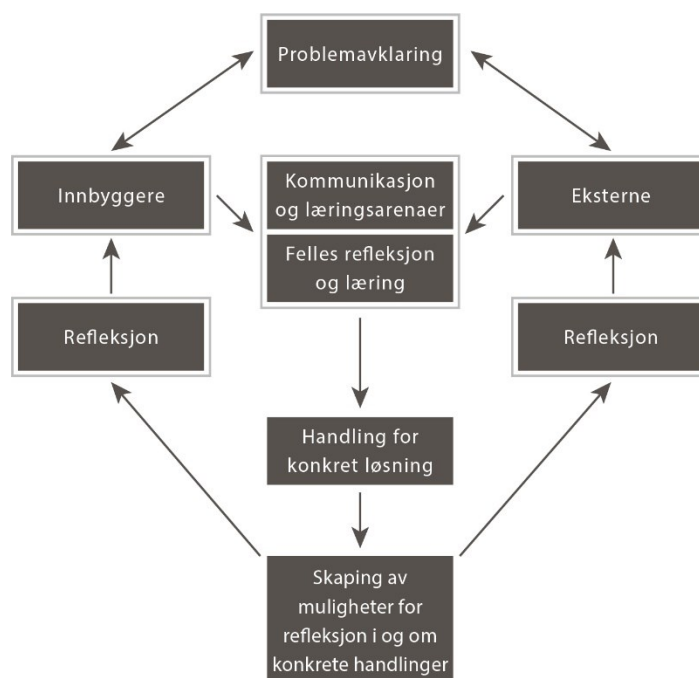 Problemavklaring
Innbyggere
Kommunikasjon
og læringsarenaer
Eksterne
Felles refleksjon
og læring
Refleksjon
Refleksjon
Handling for
konkret løsning
Skaping av
muligheter for
refleksjon i og om
konkrete handlinger